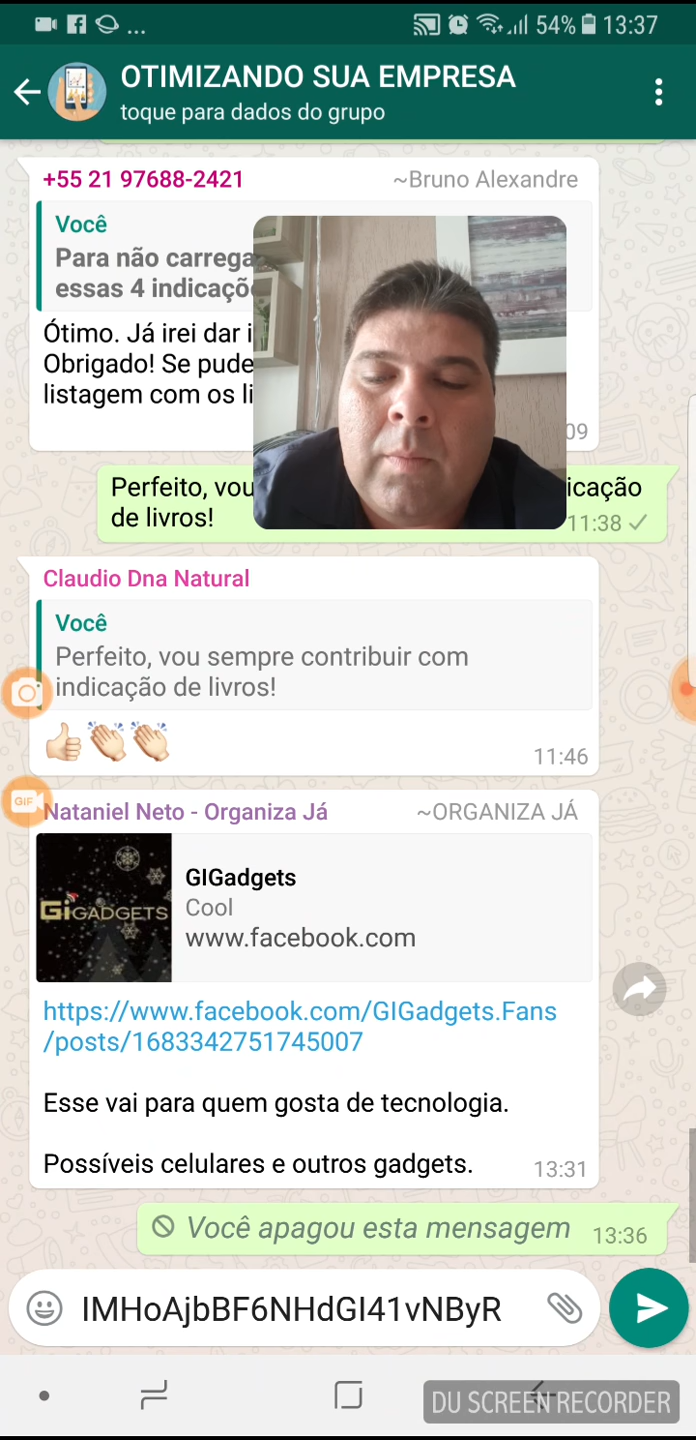 ... 54% 13:37
OTIMIZANDO SUA EMPRESA
toque para dados do grupo
+55 21 97688-2421 ~Bruno Alexandre
Você
Para não
essas 4
Ótimo. Já irei dar
Obrigado! Se
listagem com os
09
Perfeito, vou
de livros!
11:38
Claudio Dna Natural
Você
Perfeito, vou sempre contribuir com
indicação de livros!
11:46
GIF
Nataniel Neto - Organiza Já ~ORGANIZA JÁ
GIGADGETS
GIGadgets
Cool
www.facebook.com
https://www.facebook.com/GIGadgets.Fans
/posts/1683342751745007
Esse vai para quem gosta de tecnologia.
Possíveis celulares e outros gadgets. 13:31
Você apagou esta mensagem 13:36
IMHoAjbBF6NHdGI41vNByR
DU SCREEN RECORDER